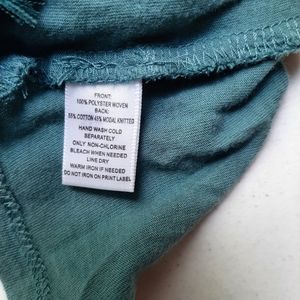 FRONT:
100% POLYSTER WOVEN
BACK:
55% COTTON 45% MODAL KNITTED
HAND WASH COLD
SEPARATELY
ONLY NON-CHLORINE
BLEACH WHEN NEEDED
LINE DRY
WARM IRON IF NEEDED
DO NOT IRON ON PRINT LABEL